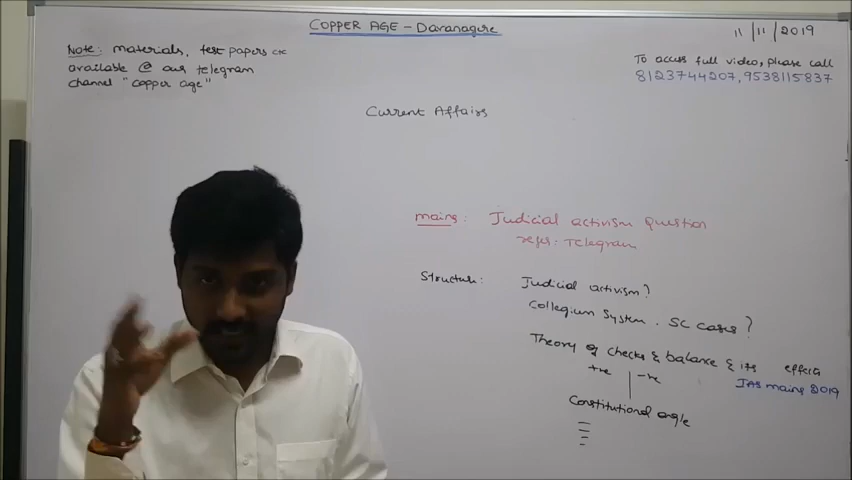 COPPER AGE - Davanagere
11/11/2019
Note: materials, test papers etc
available @ our telegram
channel "copper age"
To access full video, please call
8123744207, 9538115837
Current Affairs
mains: Judicial activism Question
refer: Telegram
Structure: Judicial activism?
Collegium System. SC cases?
Theory of checks & balance & its effects
+ve -ve
IAS mains 2019
Constitutional angle